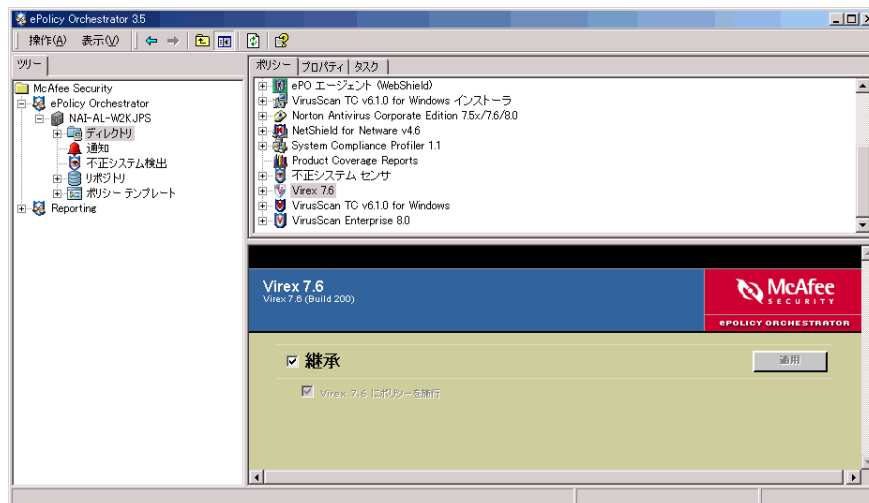 ePolicy Orchestrator 3.5
操作(A) 表示(V)
ツリー
McAfee Security
ePolicy Orchestrator
NAI-AL-W2KJPS
ディレクトリ
通知
不正システム検出
リポジトリ
ポリシー テンプレート
Reporting
ポリシー プロパティ タスク
ePO エージェント (WebShield)
VirusScan TC v6.1.0 for Windows インストーラ
Norton Antivirus Corporate Edition 7.5x/7.6/8.0
NetShield for Netware v4.6
System Compliance Profiler 1.1
Product Coverage Reports
不正システム センサ
Virex 7.6
VirusScan TC v6.1.0 for Windows
VirusScan Enterprise 8.0
Virex 7.6
Virex 7.6 (Build 200)
McAfee
SECURITY
ePOLICY ORCHESTRATOR
継承
適用
Virex 7.6 にポリシーを施行